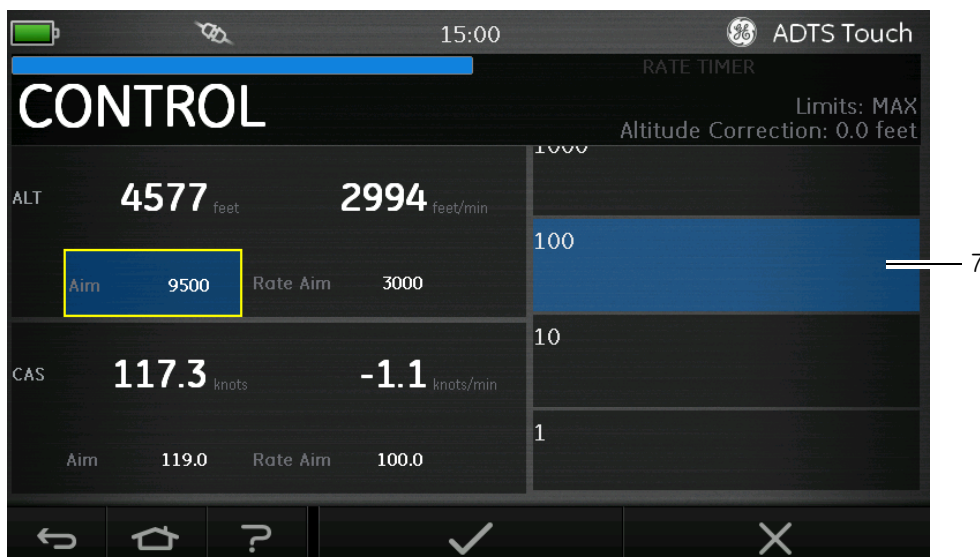 15:00 ADTS Touch
RATE TIMER
CONTROL
Limits: MAX
Altitude Correction: 0.0 feet
ALT 4577 feet 2994 feet/min
Aim 9500 Rate Aim 3000
CAS 117.3 knots -1.1 knots/min
Aim 119.0 Rate Aim 100.0
1000
100
10
1
7
?